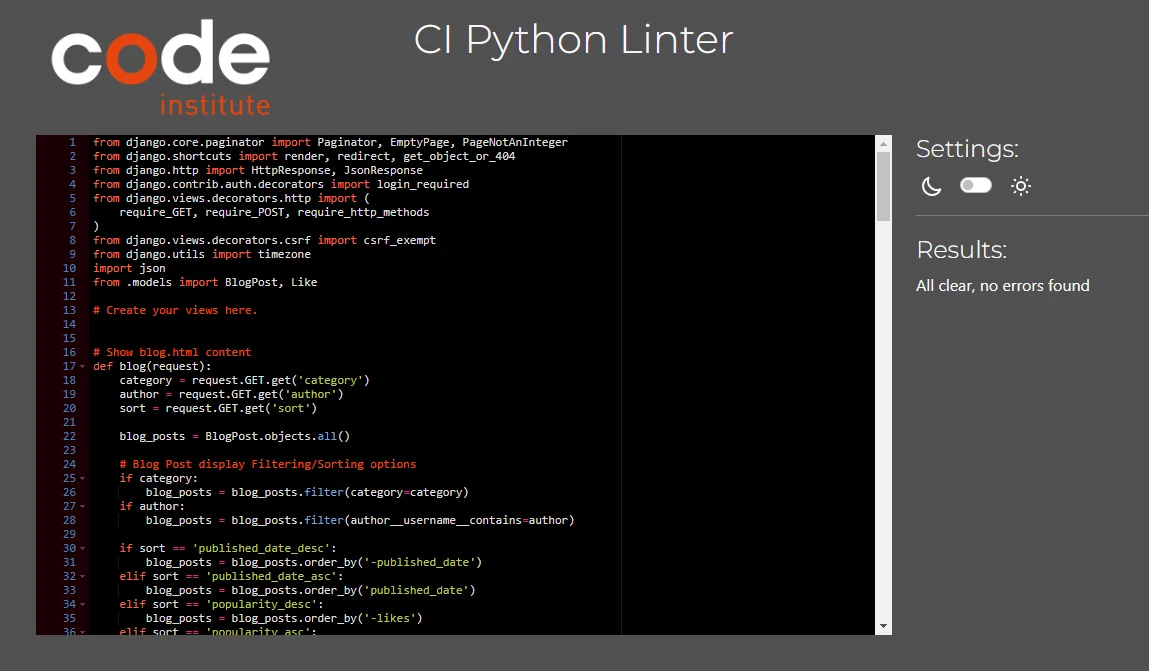 code
institute
CI Python Linter
1 from django.core.paginator import Paginator, EmptyPage, PageNotAnInteger
2 from django.shortcuts import render, redirect, get_object_or_404
3 from django.http import HttpResponse, JsonResponse
4 from django.contrib.auth.decorators import login_required
5 from django.views.decorators.http import (
6     require_GET, require_POST, require_http_methods
7 )
8 from django.views.decorators.csrf import csrf_exempt
9 from django.utils import timezone
10 import json
11 from .models import BlogPost, Like
12
13 # Create your views here.
14
15
16 # Show blog.html content
17 def blog(request):
18     category = request.GET.get('category')
19     author = request.GET.get('author')
20     sort = request.GET.get('sort')
21
22     blog_posts = BlogPost.objects.all()
23
24     # Blog Post display Filtering/Sorting options
25     if category:
26         blog_posts = blog_posts.filter(category=category)
27     if author:
28         blog_posts = blog_posts.filter(author__username__contains=author)
29
30     if sort == 'published_date_desc':
31         blog_posts = blog_posts.order_by('-published_date')
32     elif sort == 'published_date_asc':
33         blog_posts = blog_posts.order_by('published_date')
34     elif sort == 'popularity_desc':
35         blog_posts = blog_posts.order_by('-likes')
36     elif sort == 'popularity_asc':
Settings:
Results:
All clear, no errors found